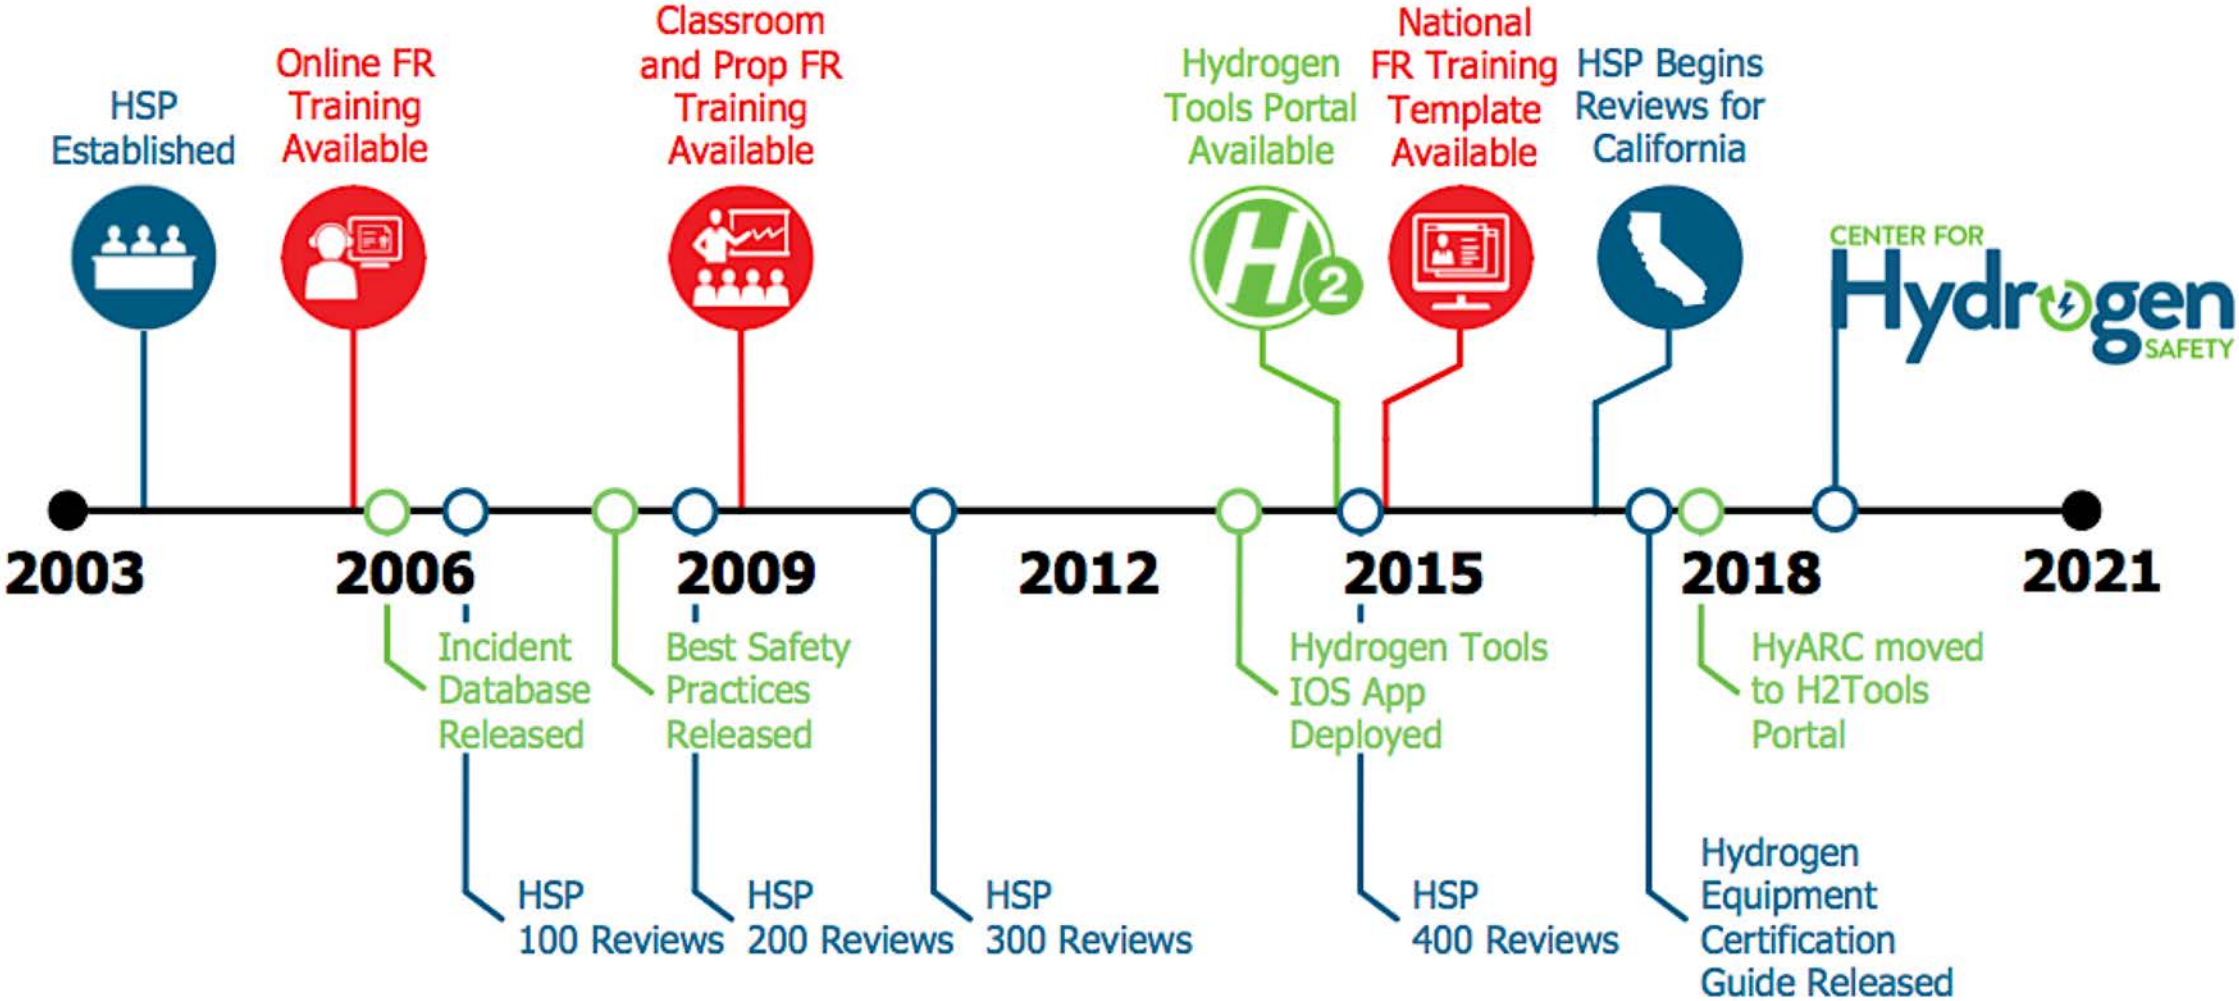 HSP
Established
Online FR
Training
Available
Classroom
and Prop FR
Training
Available
Hydrogen
Tools Portal
Available
H2
National
FR Training
Template
Available
HSP Begins
Reviews for
California
CENTER FOR
Hydrogen
SAFETY
2003
2006
2009
2012
2015
2018
2021
Incident
Database
Released
Best Safety
Practices
Released
Hydrogen Tools
IOS App
Deployed
HyARC moved
to H2Tools
Portal
HSP
100 Reviews
HSP
200 Reviews
HSP
300 Reviews
HSP
400 Reviews
Hydrogen
Equipment
Certification
Guide Released